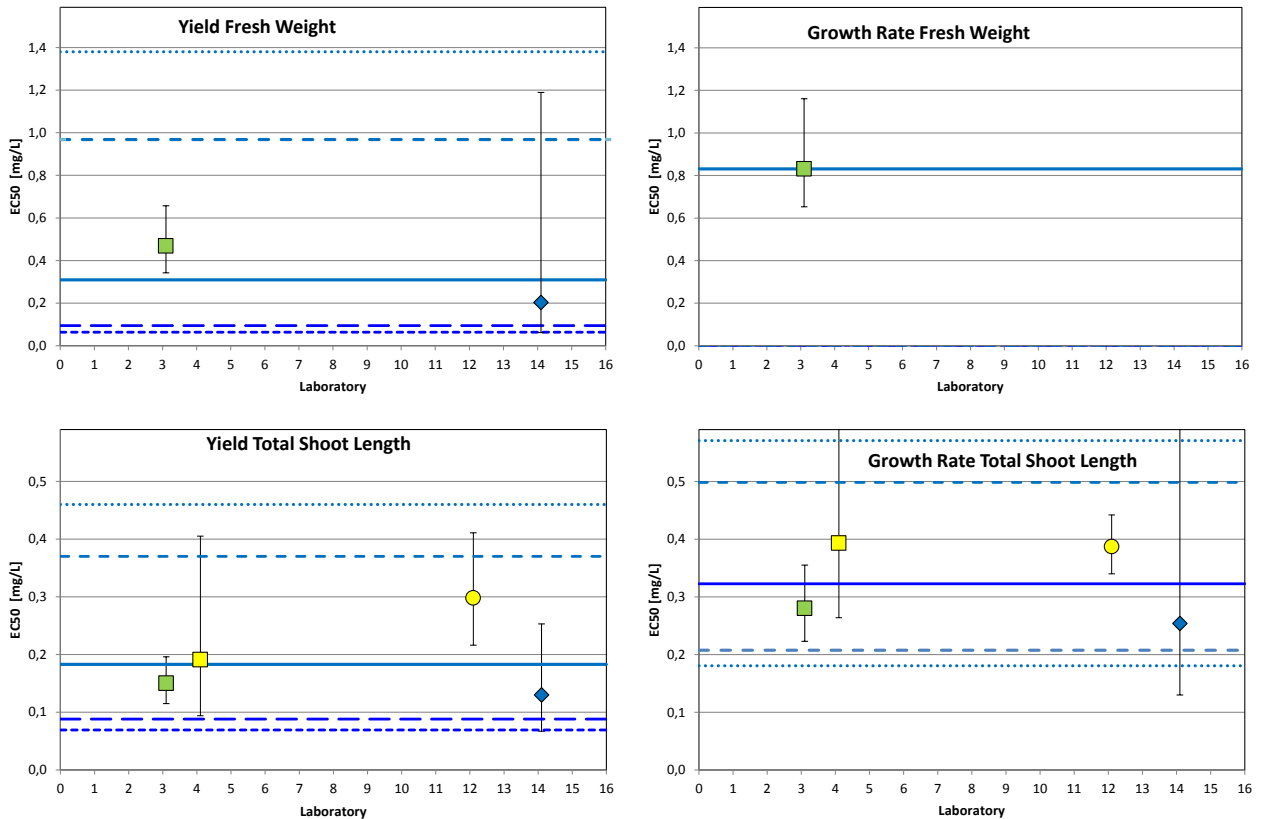 Yield Fresh Weight
EC50 [mg/L]
1,4
1,2
1,0
0,8
0,6
0,4
0,2
0,0
0 1 2 3 4 5 6 7 8 9 10 11 12 13 14 15 16
Laboratory
Growth Rate Fresh Weight
EC50 [mg/L]
1,4
1,2
1,0
0,8
0,6
0,4
0,2
0,0
0 1 2 3 4 5 6 7 8 9 10 11 12 13 14 15 16
Laboratory
Yield Total Shoot Length
EC50 [mg/L]
0,5
0,4
0,3
0,2
0,1
0,0
0 1 2 3 4 5 6 7 8 9 10 11 12 13 14 15 16
Laboratory
Growth Rate Total Shoot Length
EC50 [mg/L]
0,5
0,4
0,3
0,2
0,1
0,0
0 1 2 3 4 5 6 7 8 9 10 11 12 13 14 15 16
Laboratory